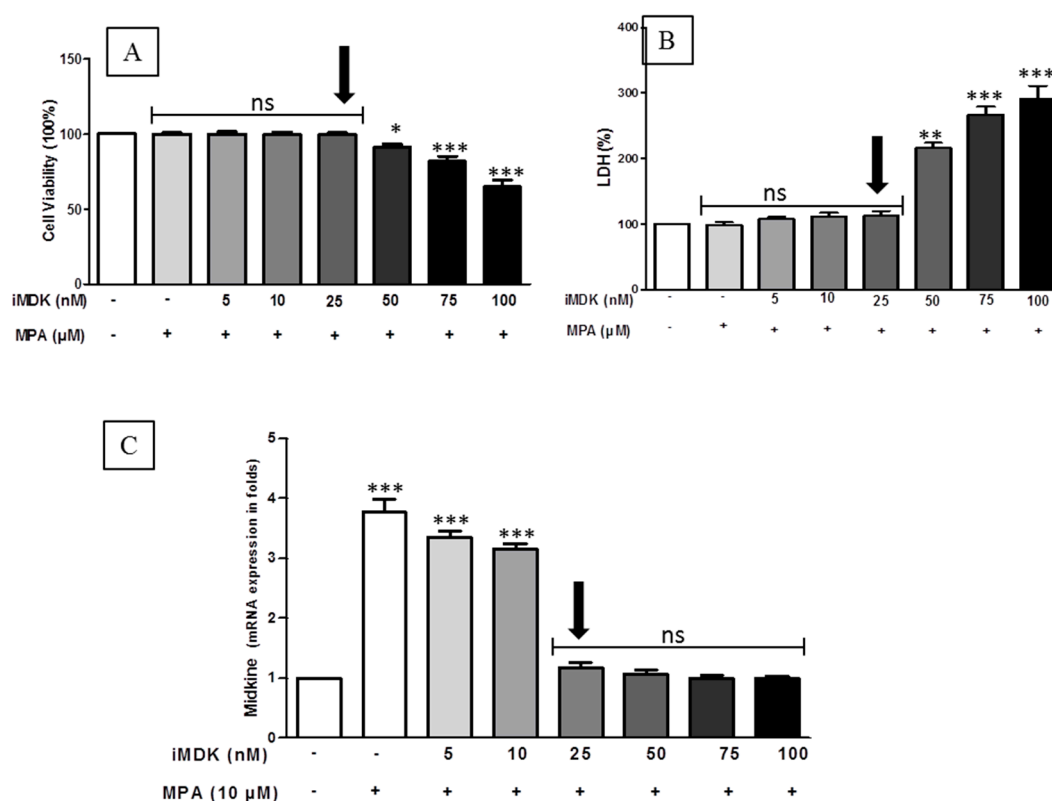 A
Cell Viability (100%)
150
100
50
0
ns
*
***
***
iMDK (nM) - - 5 10 25 50 75 100
MPA (µM) - + + + + + + +
B
LDH (%)
400
300
200
100
0
ns
**
***
***
iMDK (nM) - - 5 10 25 50 75 100
MPA (µM) - + + + + + + +
C
Midkine (mRNA expression in folds)
5
4
3
2
1
0
***
***
***
ns
iMDK (nM) - - 5 10 25 50 75 100
MPA (10 µM) - + + + + + + +